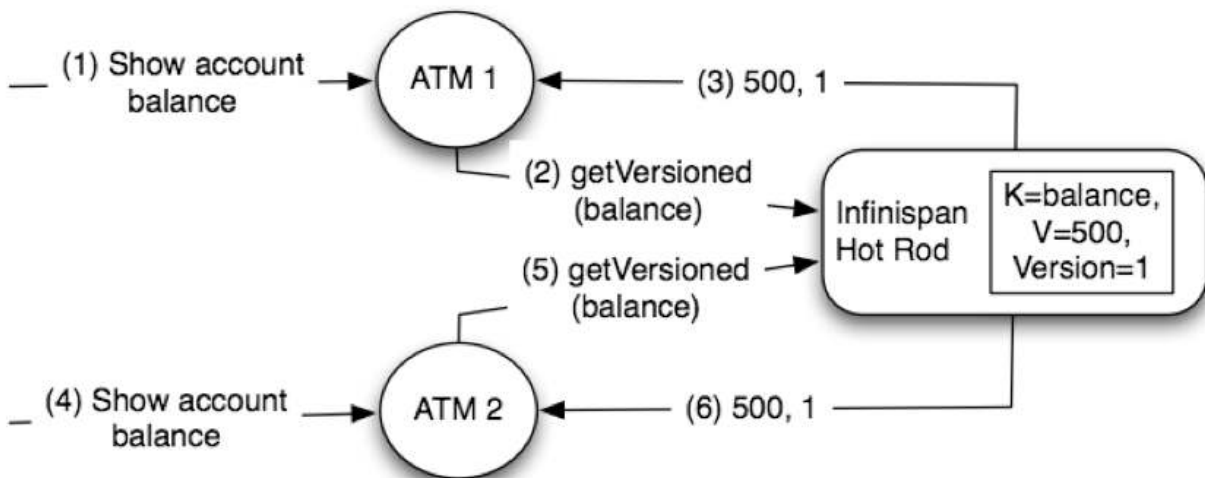 (1) Show account
balance
ATM 1
(3) 500, 1
(2) getVersioned
(balance)
Infinispan
Hot Rod
K=balance,
V=500,
Version=1
(5) getVersioned
(balance)
(4) Show account
balance
ATM 2
(6) 500, 1